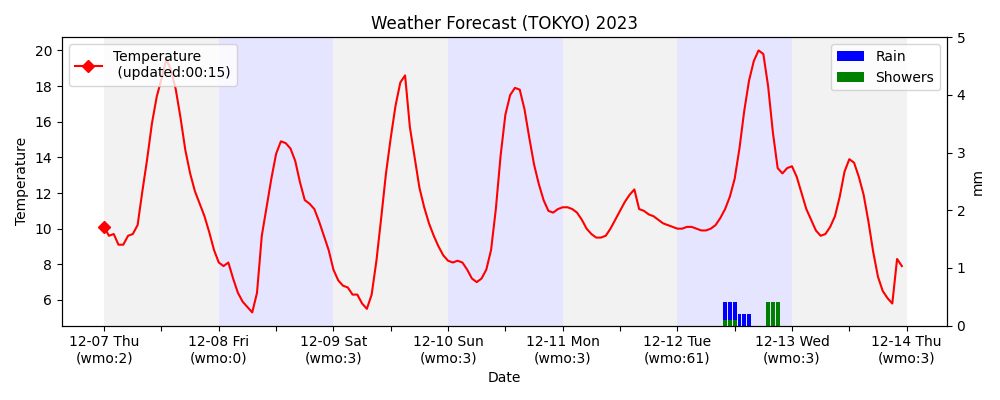 Weather Forecast (TOKYO) 2023
Temperature
(updated:00:15)
Rain
Showers
20
18
16
14
12
10
8
6
Temperature
5
4
3
2
1
0
mm
12-07 Thu 12-08 Fri 12-09 Sat 12-10 Sun 12-11 Mon 12-12 Tue 12-13 Wed 12-14 Thu
(wmo:2) (wmo:0) (wmo:3) (wmo:3) (wmo:3) (wmo:61) (wmo:3) (wmo:3)
Date